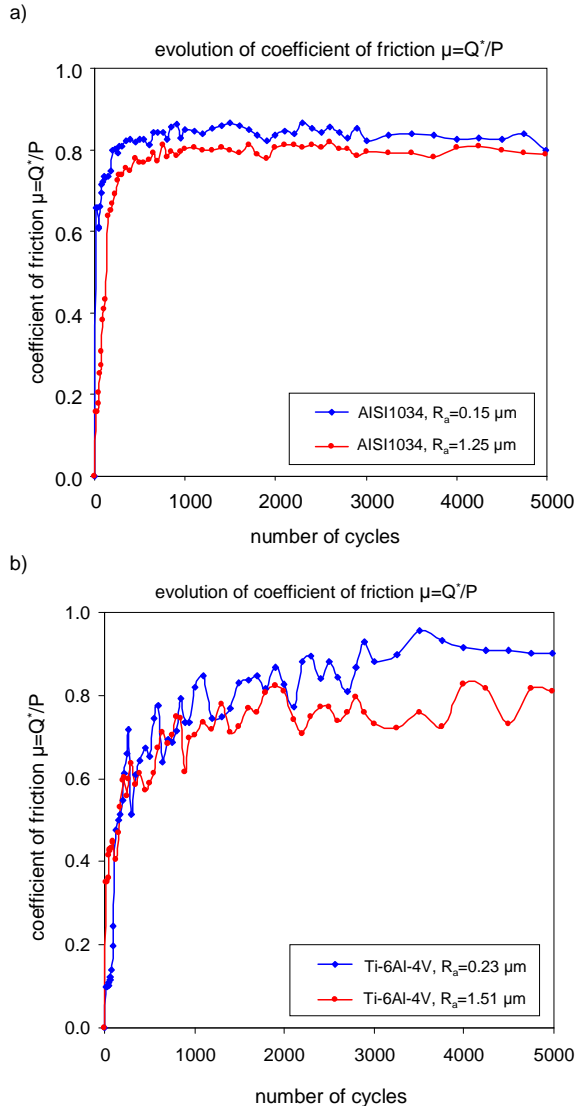 a)
evolution of coefficient of friction µ=Q*/P
1.0
0.8
0.6
0.4
0.2
0.0
coefficient of friction µ=Q*/P
AISI1034, Ra=0.15 µm
AISI1034, Ra=1.25 µm
0 1000 2000 3000 4000 5000
number of cycles
b)
evolution of coefficient of friction µ=Q*/P
1.0
0.8
0.6
0.4
0.2
0.0
coefficient of friction µ=Q*/P
Ti-6Al-4V, Ra=0.23 µm
Ti-6Al-4V, Ra=1.51 µm
0 1000 2000 3000 4000 5000
number of cycles